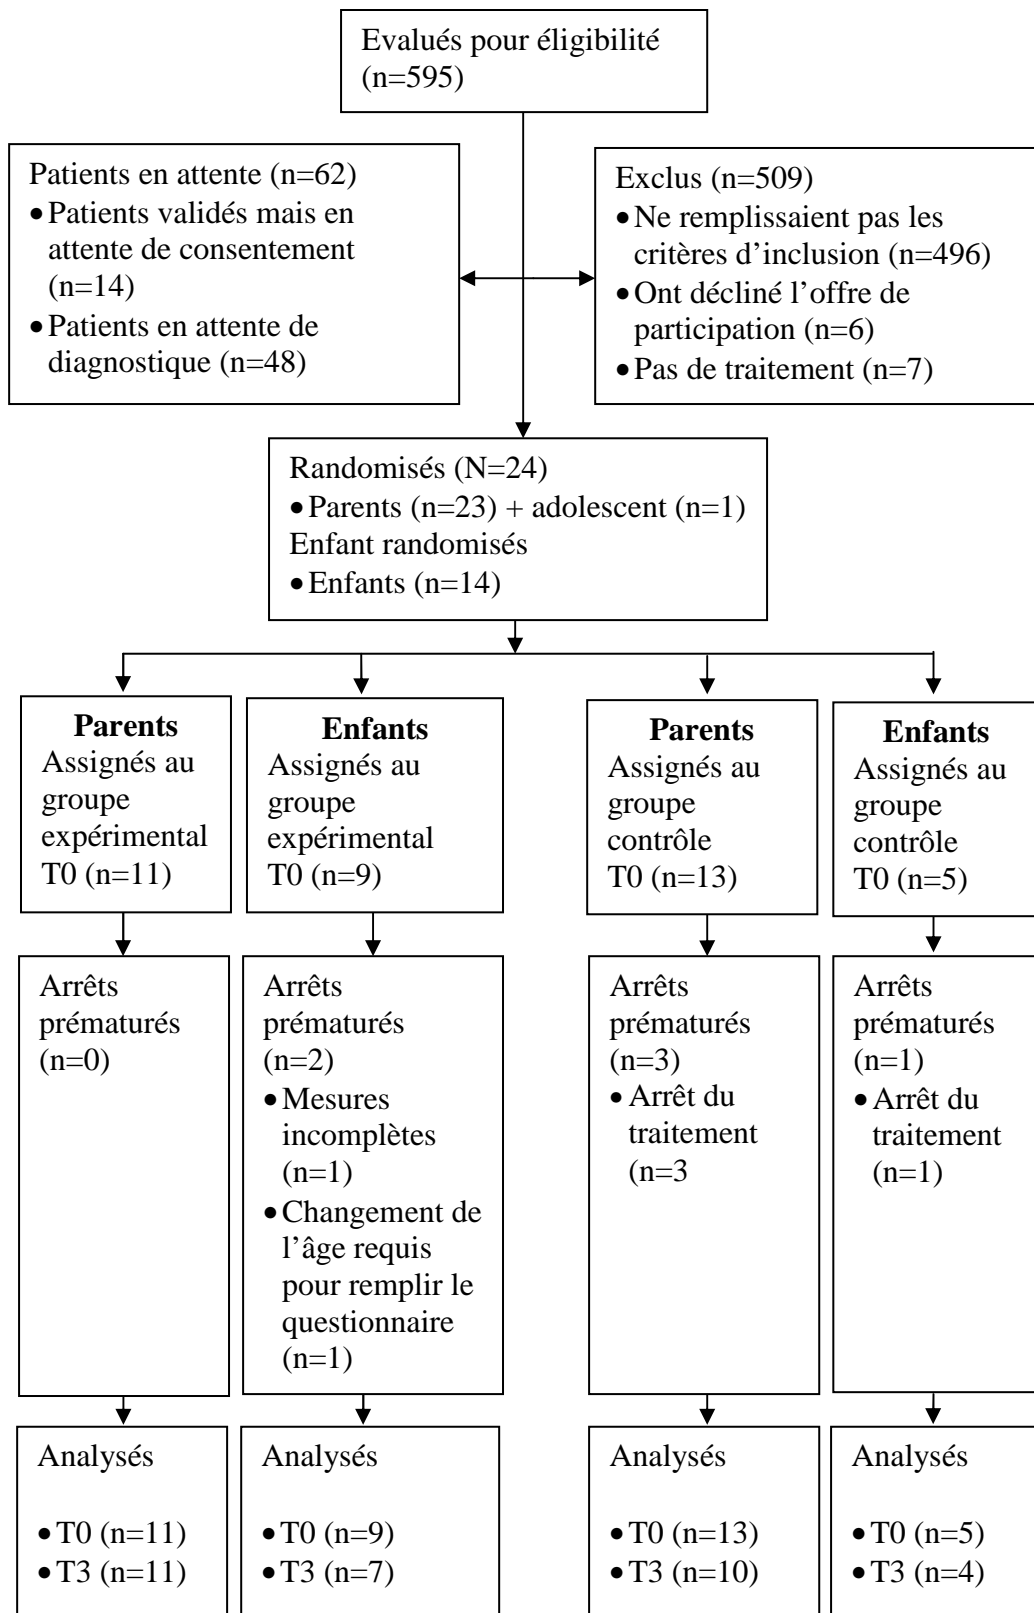 Evalués pour éligibilité
(n=595)
Patients en attente (n=62)
•Patients validés mais en
attente de consentement
(n=14)
•Patients en attente de
diagnostique (n=48)
Exclus (n=509)
•Ne remplissaient pas les
critères d’inclusion (n=496)
•Ont décliné l’offre de
participation (n=6)
•Pas de traitement (n=7)
Randomisés (N=24)
•Parents (n=23) + adolescent (n=1)
Enfant randomisés
•Enfants (n=14)
Parents
Assignés au
groupe
expérimental
T0 (n=11)
Enfants
Assignés au
groupe
expérimental
T0 (n=9)
Parents
Assignés au
groupe
contrôle
T0 (n=13)
Enfants
Assignés au
groupe
contrôle
T0 (n=5)
Arrêts
prématurés
(n=0)
Arrêts
prématurés
(n=2)
•Mesures
incomplètes
(n=1)
•Changement de
l’âge requis
pour remplir le
questionnaire
(n=1)
Arrêts
prématurés
(n=3)
•Arrêt du
traitement
(n=3
Arrêts
prématurés
(n=1)
•Arrêt du
traitement
(n=1)
Analysés
•T0 (n=11)
•T3 (n=11)
Analysés
•T0 (n=9)
•T3 (n=7)
Analysés
•T0 (n=13)
•T3 (n=10)
Analysés
•T0 (n=5)
•T3 (n=4)